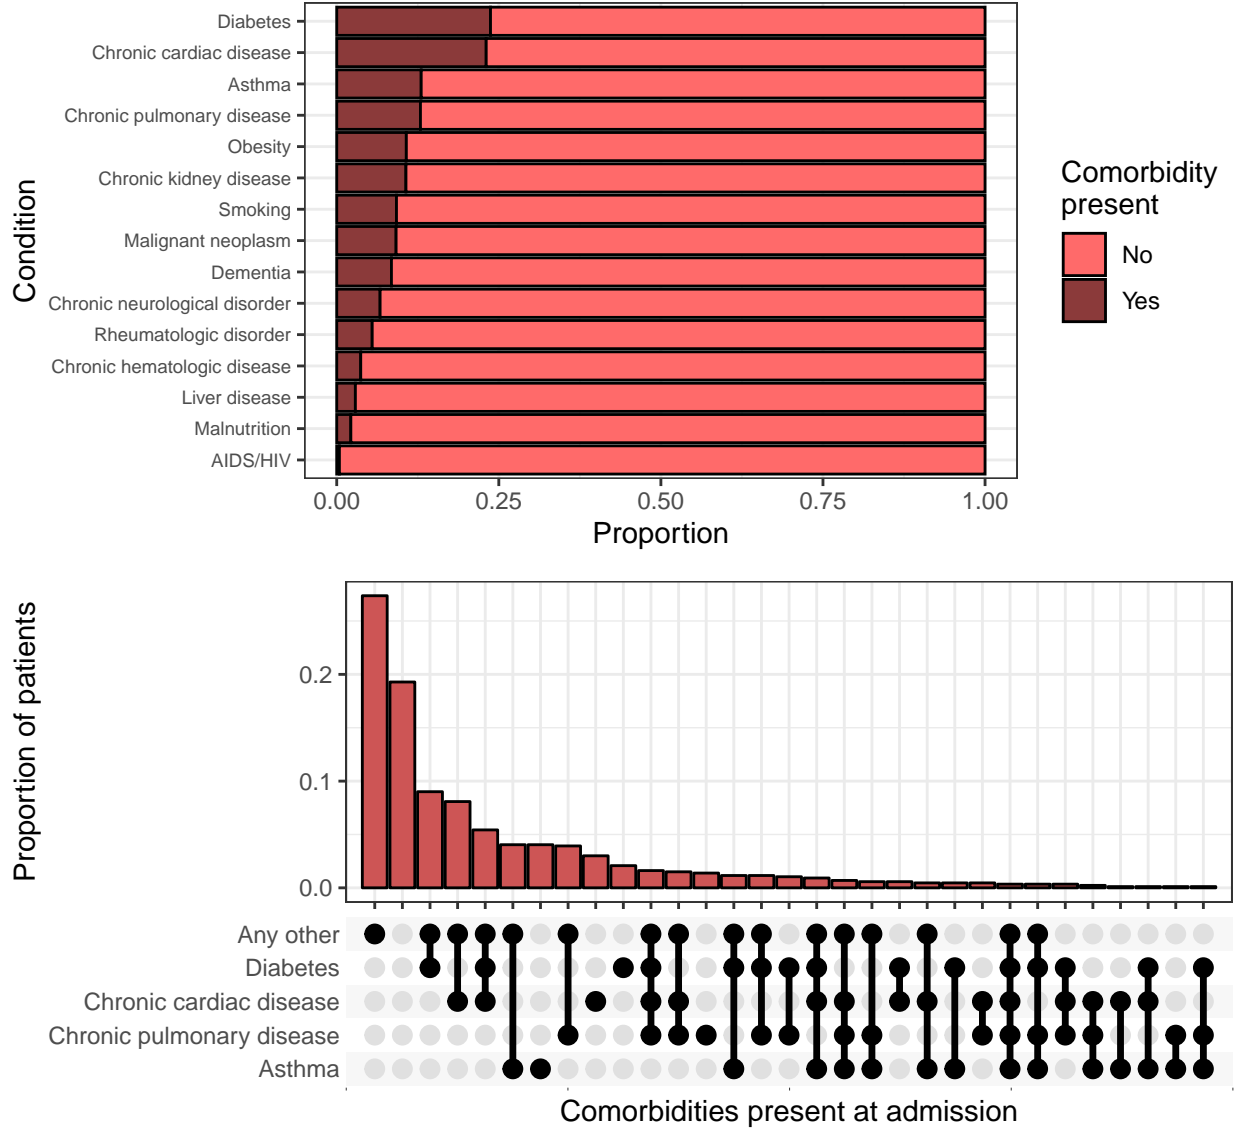 Diabetes
Chronic cardiac disease
Asthma
Chronic pulmonary disease
Obesity
Chronic kidney disease
Smoking
Malignant neoplasm
Dementia
Chronic neurological disorder
Rheumatologic disorder
Chronic hematologic disease
Liver disease
Malnutrition
AIDS/HIV
Condition
0.00 0.25 0.50 0.75 1.00
Proportion
Comorbidity
present
No
Yes
Proportion of patients
0.2
0.1
0.0
Any other
Diabetes
Chronic cardiac disease
Chronic pulmonary disease
Asthma
Comorbidities present at admission